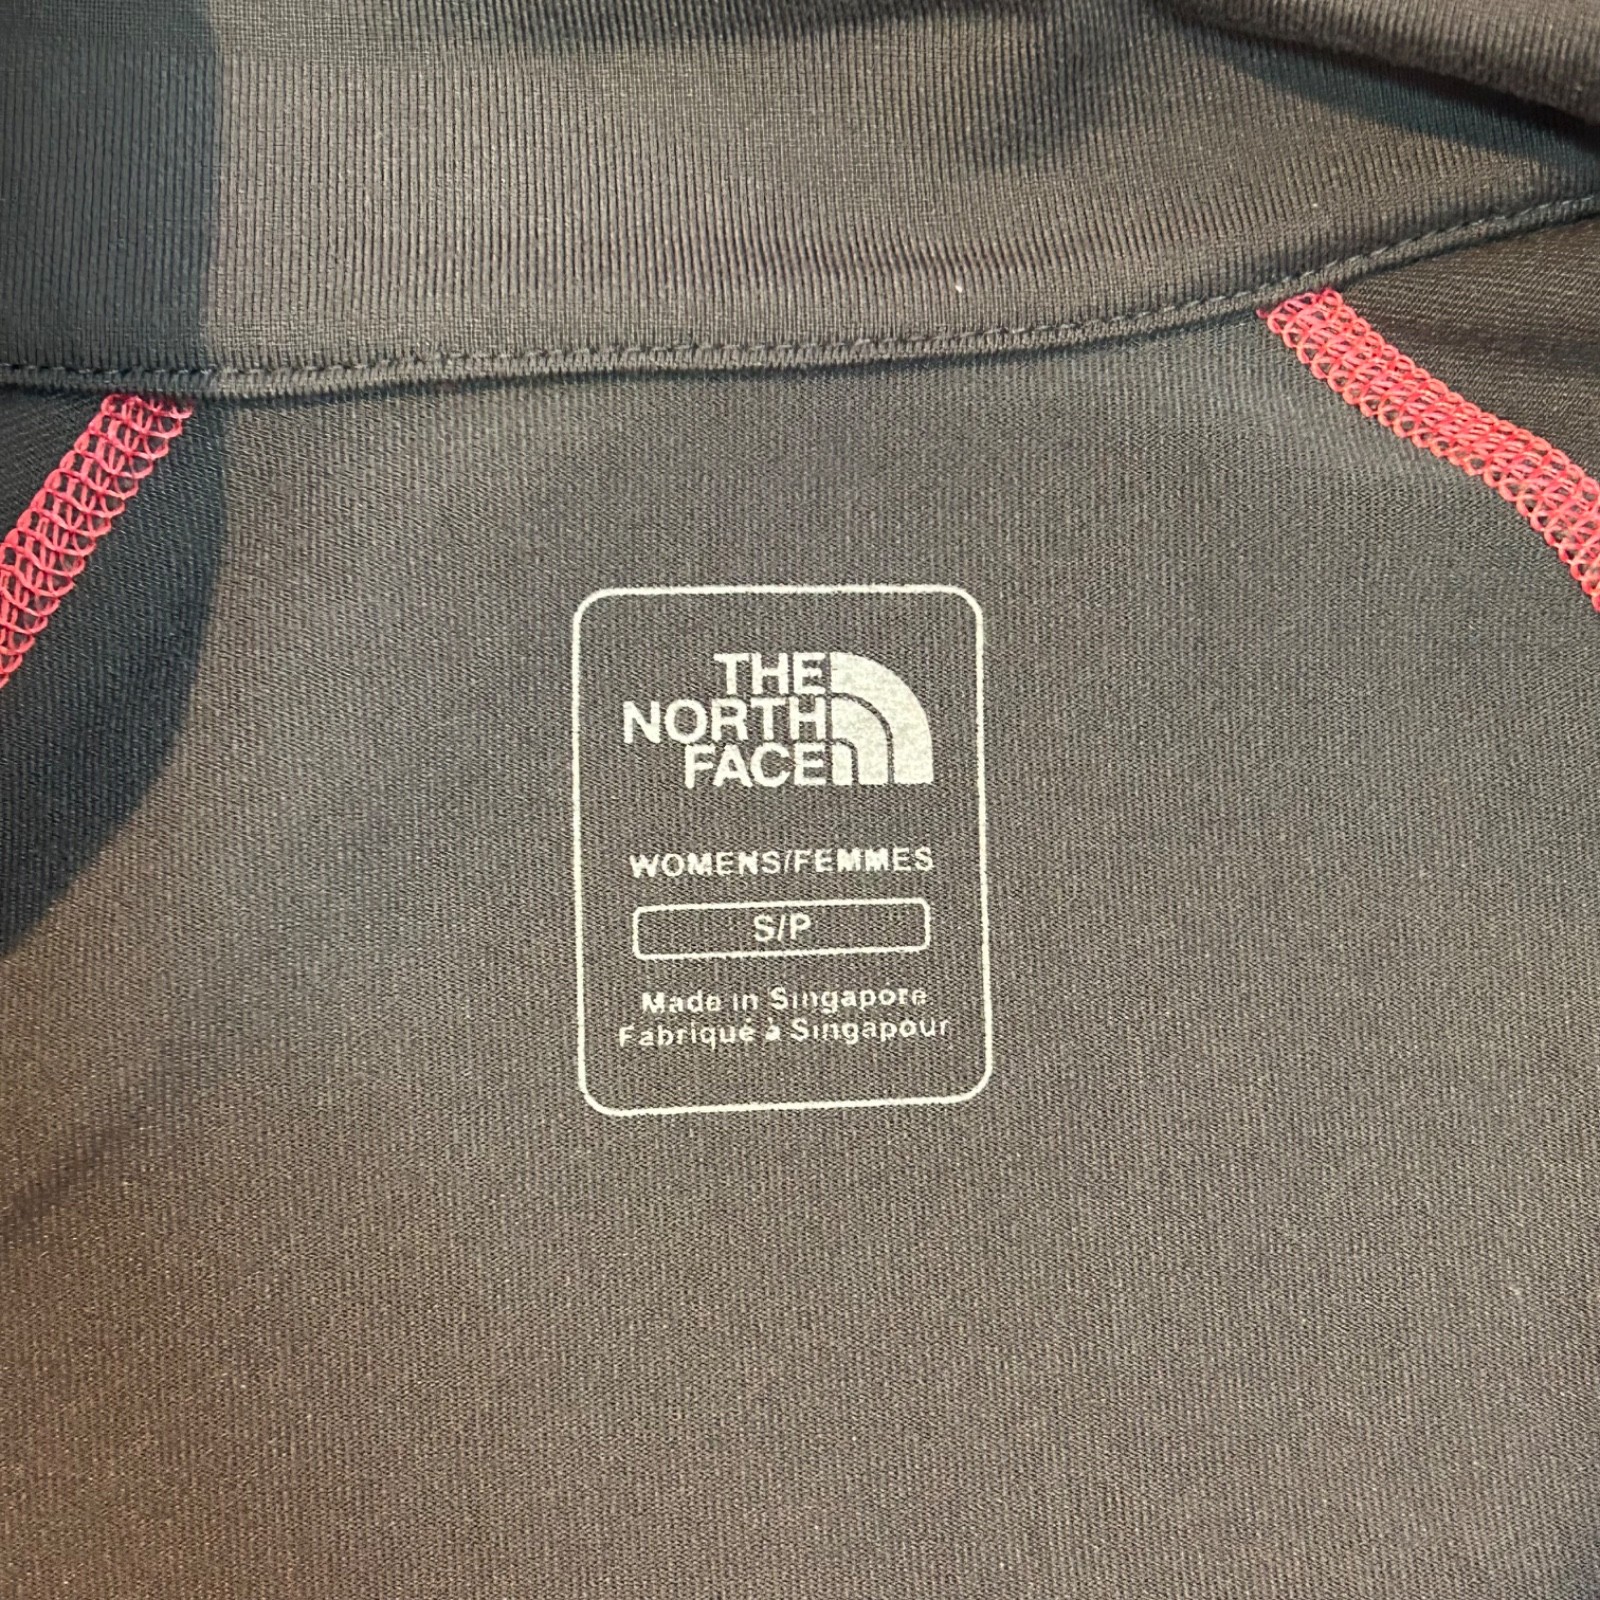 THE
NORTH
FACE
WOMENS/FEMMES
S/P
Made in Singapore
Fabriqué à Singapour